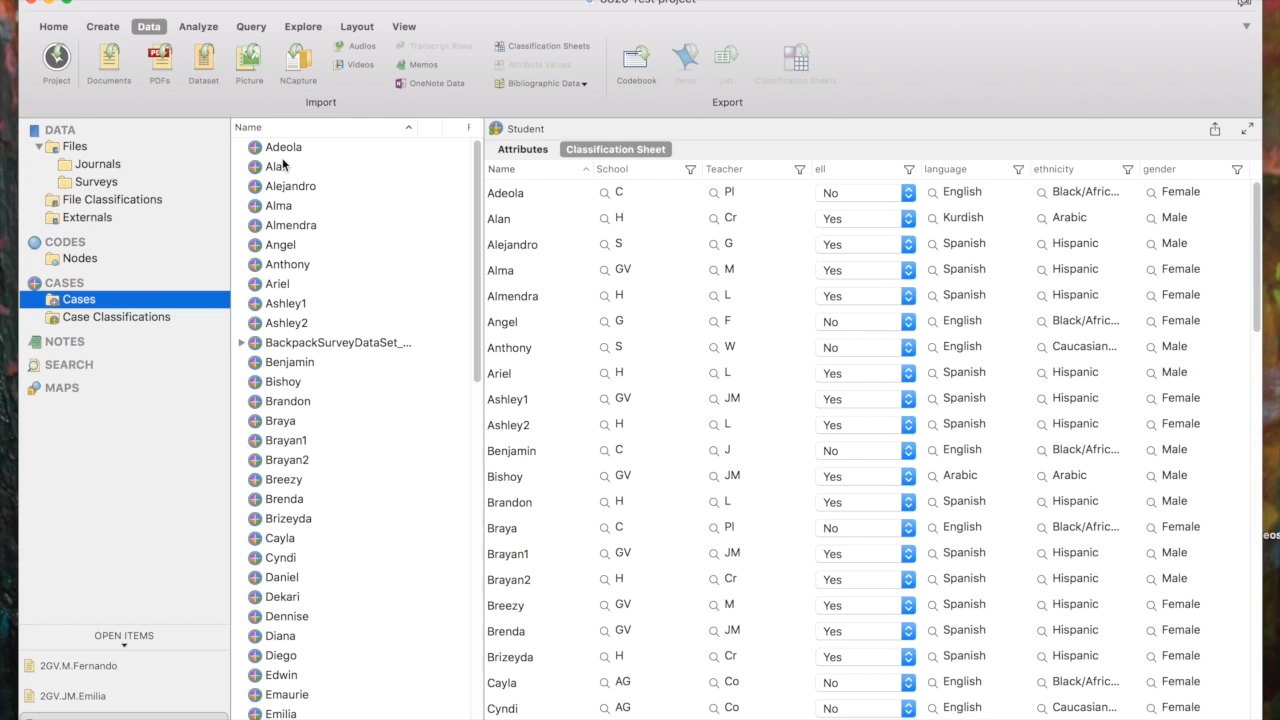 Home Create Data Analyze Query Explore Layout View
Project Documents PDFs Dataset Picture NCapture Audios Transcript Rows Classification Sheets Codebook Items List Classification Sheets
Videos Memos Attribute Values
OneNote Data Bibliographic Data
Import Export
DATA
Files
Journals
Surveys
File Classifications
Externals
CODES
Nodes
CASES
Cases
Case Classifications
NOTES
SEARCH
MAPS
OPEN ITEMS
2GV.M.Fernando
2GV.JM.Emilia
Name
Adeola
Alan
Alejandro
Alma
Almendra
Angel
Anthony
Ariel
Ashley1
Ashley2
BackpackSurveyDataSet_...
Benjamin
Bishoy
Brandon
Braya
Brayan1
Brayan2
Breezy
Brenda
Brizeyda
Cayla
Cyndi
Daniel
Dekari
Dennise
Diana
Diego
Edwin
Emaurie
Emilia
Student
Attributes Classification Sheet
Name School Teacher ell language ethnicity gender
Adeola C Pl No English Black/Afric... Female
Alan H Cr Yes Kurdish Arabic Male
Alejandro S G Yes Spanish Hispanic Male
Alma GV M Yes Spanish Hispanic Female
Almendra H L Yes Spanish Hispanic Female
Angel G F No English Black/Afric... Female
Anthony S W No English Caucasian... Male
Ariel H L Yes Spanish Hispanic Male
Ashley1 GV JM Yes Spanish Hispanic Female
Ashley2 H L Yes Spanish Hispanic Female
Benjamin C J No English Black/Afric... Male
Bishoy GV JM Yes Arabic Arabic Male
Brandon H L Yes Spanish Hispanic Male
Braya C Pl No English Black/Afric... Female
Brayan1 GV JM Yes Spanish Hispanic Male
Brayan2 H Cr Yes Spanish Hispanic Male
Breezy GV M Yes Spanish Hispanic Female
Brenda GV JM Yes Spanish Hispanic Female
Brizeyda H Cr Yes Spanish Hispanic Female
Cayla AG Co No English Black/Afric... Female
Cyndi AG Co No English Caucasian... Female